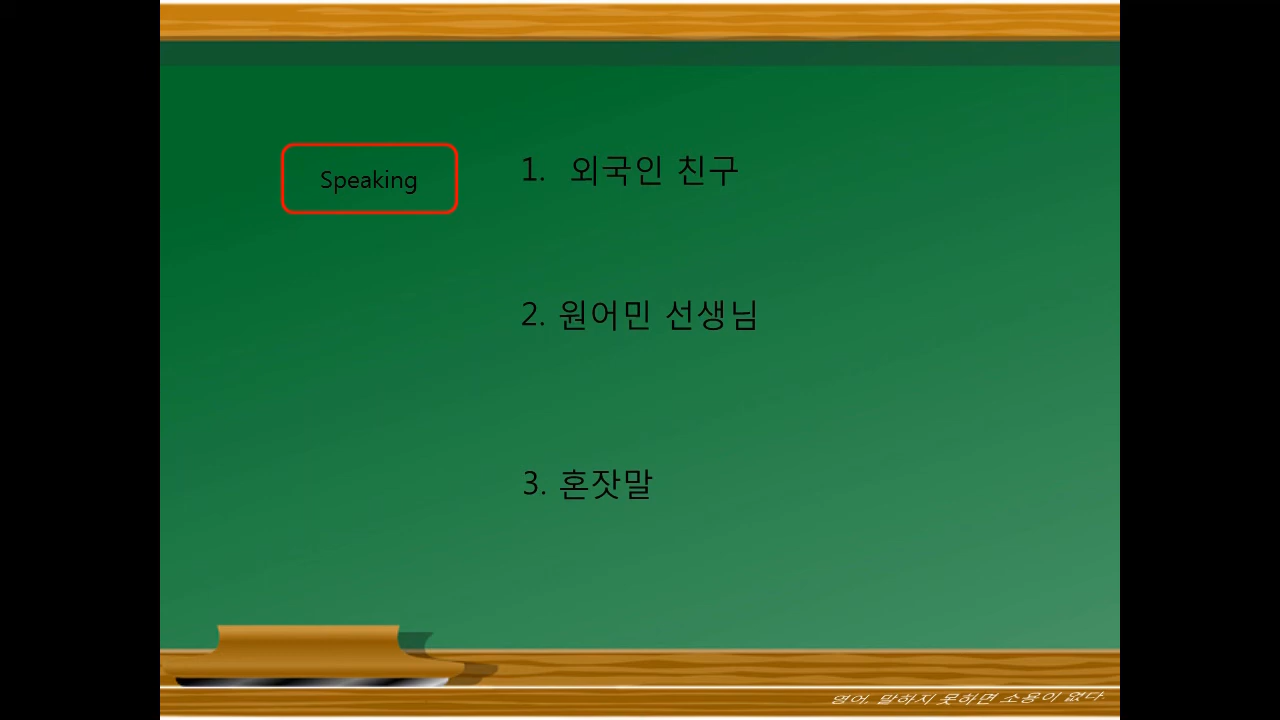 Speaking
1. 외국인 친구
2. 원어민 선생님
3. 혼잣말
영어, 말하지 못하면 소용이 없다